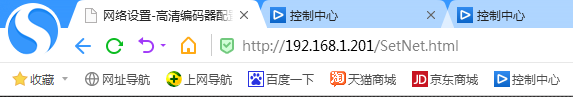 网络设置-高清编码器配 控制中心 控制中心
http://192.168.1.201/SetNet.html
收藏 网址导航 上网导航 百度一下 淘 天猫商城 JD 京东商城 控制中心